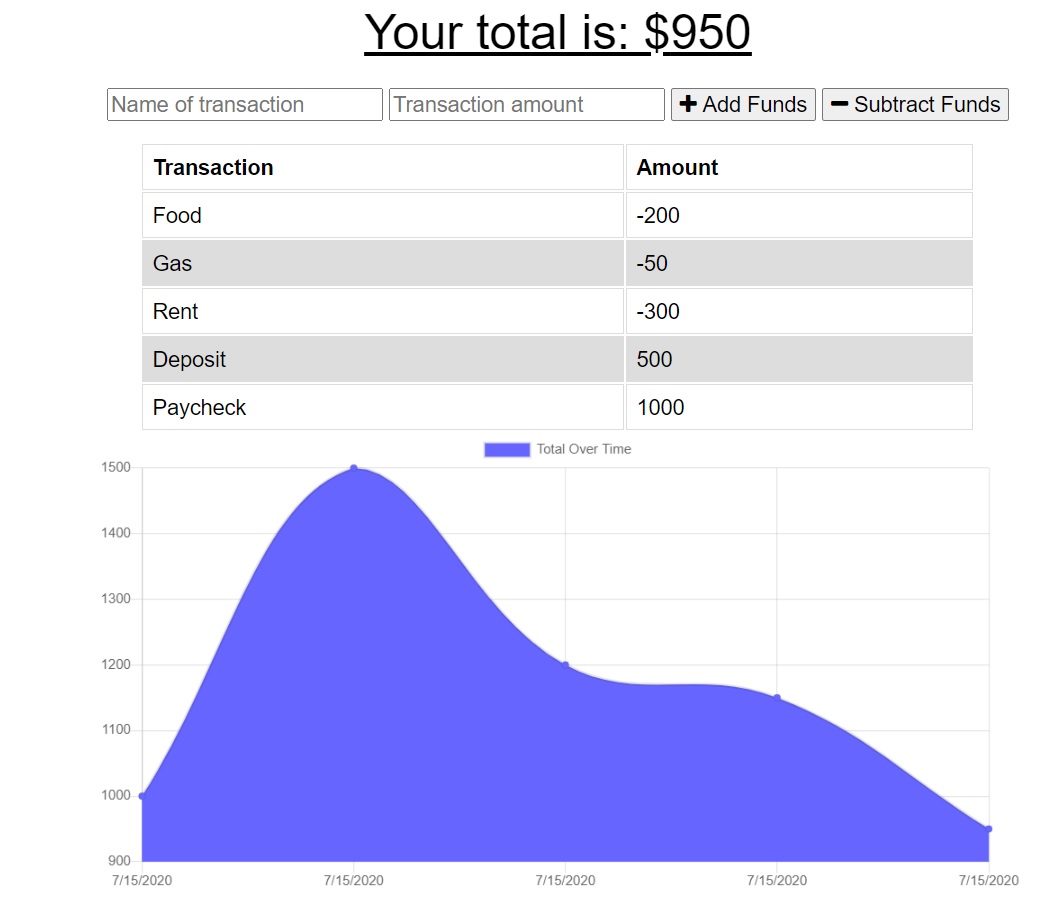 Your total is: $950
Name of transaction Transaction amount Add Funds Subtract Funds
Transaction Amount
Food -200
Gas -50
Rent -300
Deposit 500
Paycheck 1000
Total Over Time
1500
1400
1300
1200
1100
1000
900
7/15/2020 7/15/2020 7/15/2020 7/15/2020 7/15/2020